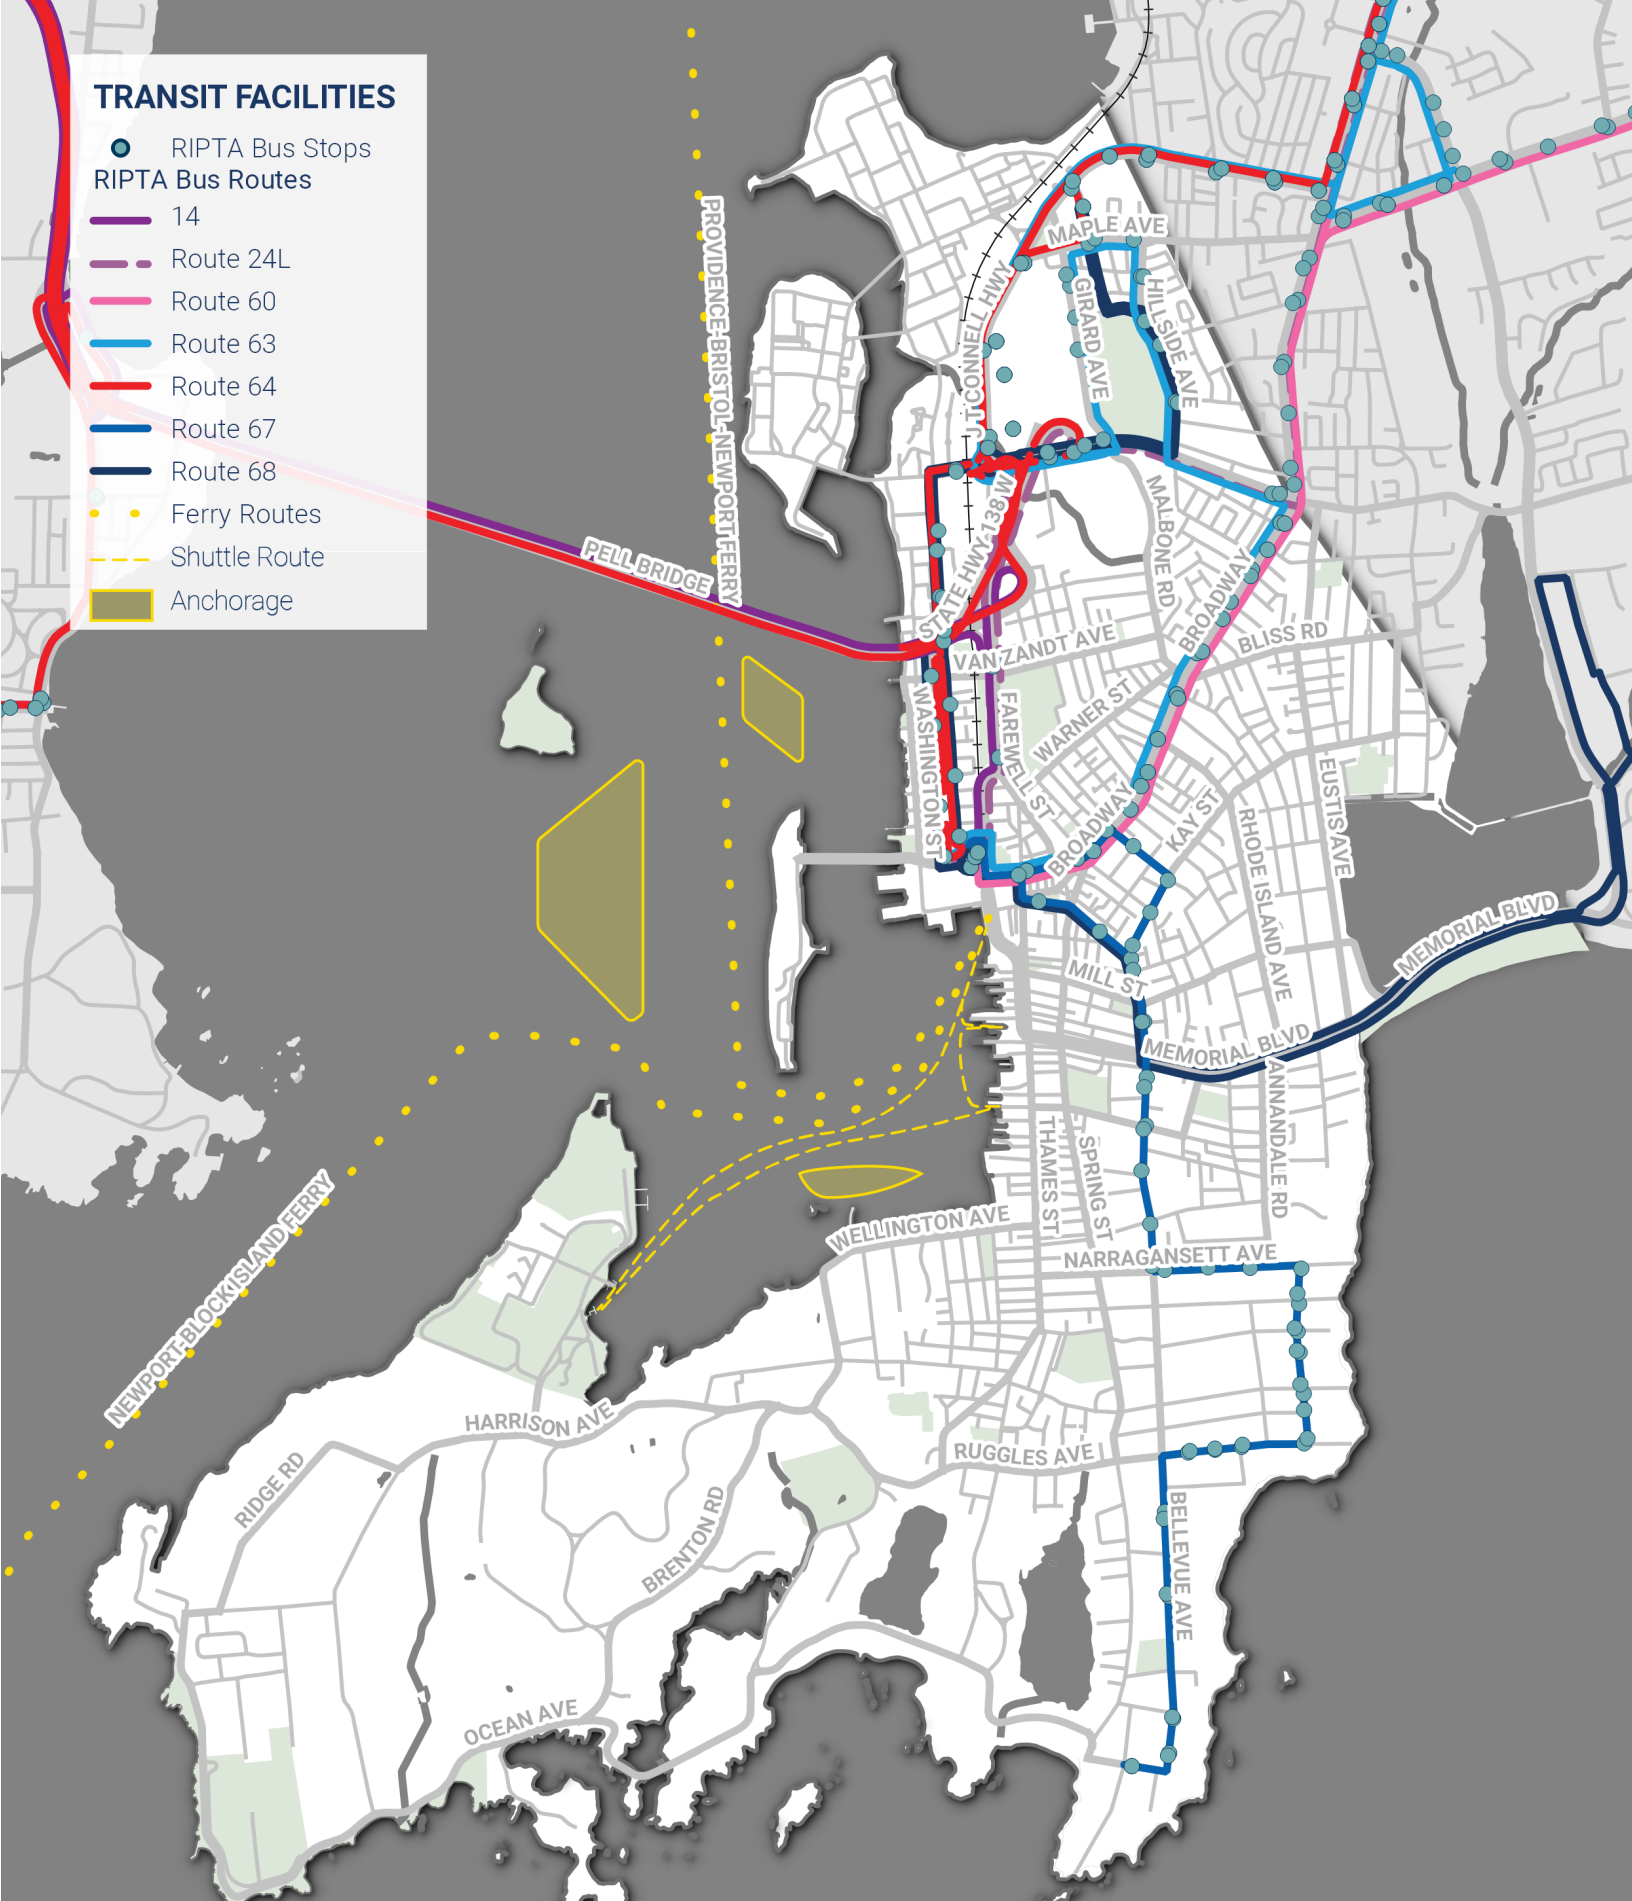 TRANSIT FACILITIES
RIPTA Bus Stops
RIPTA Bus Routes
14
Route 24L
Route 60
Route 63
Route 64
Route 67
Route 68
Ferry Routes
Shuttle Route
Anchorage
PROVIDENCE-BRISTOL-NEWPORT FERRY
PELL BRIDGE
MAPLE AVE
J T CONNELL HWY
GIRARD AVE
HILLSIDE AVE
STATE HWY-138 W
MALBONE RD
BROADWAY
BLISS RD
VAN ZANDT AVE
WARNER ST
FAREWELL ST
WASHINGTON ST
BROADWAY
KAY ST
EUSTIS AVE
RHODE ISLAND AVE
MEMORIAL BLVD
MILL ST
MEMORIAL BLVD
ANNANDALE RD
THAMES ST
SPRING ST
WELLINGTON AVE
NARRAGANSETT AVE
NEWPORT-BLOCK ISLAND FERRY
HARRISON AVE
RUGGLES AVE
RIDGE RD
BRENTON RD
BELLEVUE AVE
OCEAN AVE